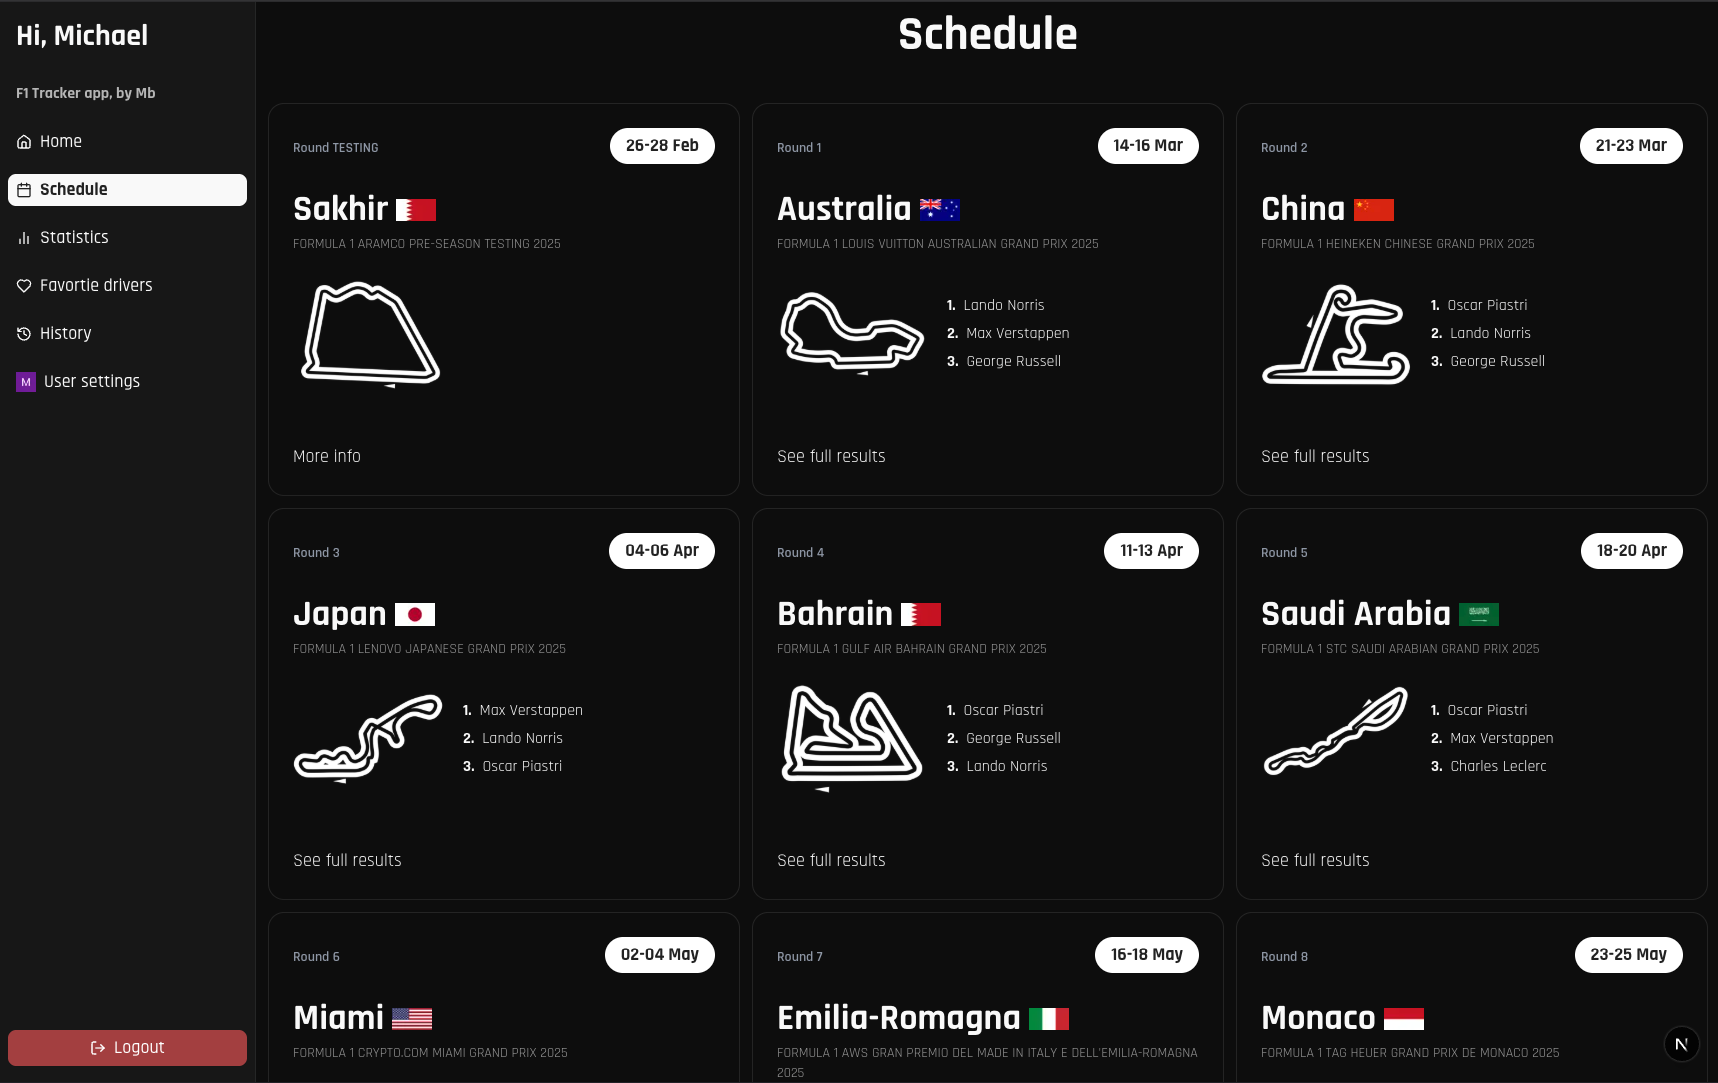 Hi, Michael
F1 Tracker app, by Mb
Home
Schedule
Statistics
Favortie drivers
History
M User settings
Logout
Schedule
Round TESTING
26-28 Feb
Sakhir
FORMULA 1 ARAMCO PRE-SEASON TESTING 2025
More info
Round 1
14-16 Mar
Australia
FORMULA 1 LOUIS VUITTON AUSTRALIAN GRAND PRIX 2025
1. Lando Norris
2. Max Verstappen
3. George Russell
See full results
Round 2
21-23 Mar
China
FORMULA 1 HEINEKEN CHINESE GRAND PRIX 2025
1. Oscar Piastri
2. Lando Norris
3. George Russell
See full results
Round 3
04-06 Apr
Japan
FORMULA 1 LENOVO JAPANESE GRAND PRIX 2025
1. Max Verstappen
2. Lando Norris
3. Oscar Piastri
See full results
Round 4
11-13 Apr
Bahrain
FORMULA 1 GULF AIR BAHRAIN GRAND PRIX 2025
1. Oscar Piastri
2. George Russell
3. Lando Norris
See full results
Round 5
18-20 Apr
Saudi Arabia
FORMULA 1 STC SAUDI ARABIAN GRAND PRIX 2025
1. Oscar Piastri
2. Max Verstappen
3. Charles Leclerc
See full results
Round 6
02-04 May
Miami
FORMULA 1 CRYPTO.COM MIAMI GRAND PRIX 2025
Round 7
16-18 May
Emilia-Romagna
FORMULA 1 AWS GRAN PREMIO DEL MADE IN ITALY E DELL'EMILIA-ROMAGNA
2025
Round 8
23-25 May
Monaco
FORMULA 1 TAG HEUER GRAND PRIX DE MONACO 2025
N